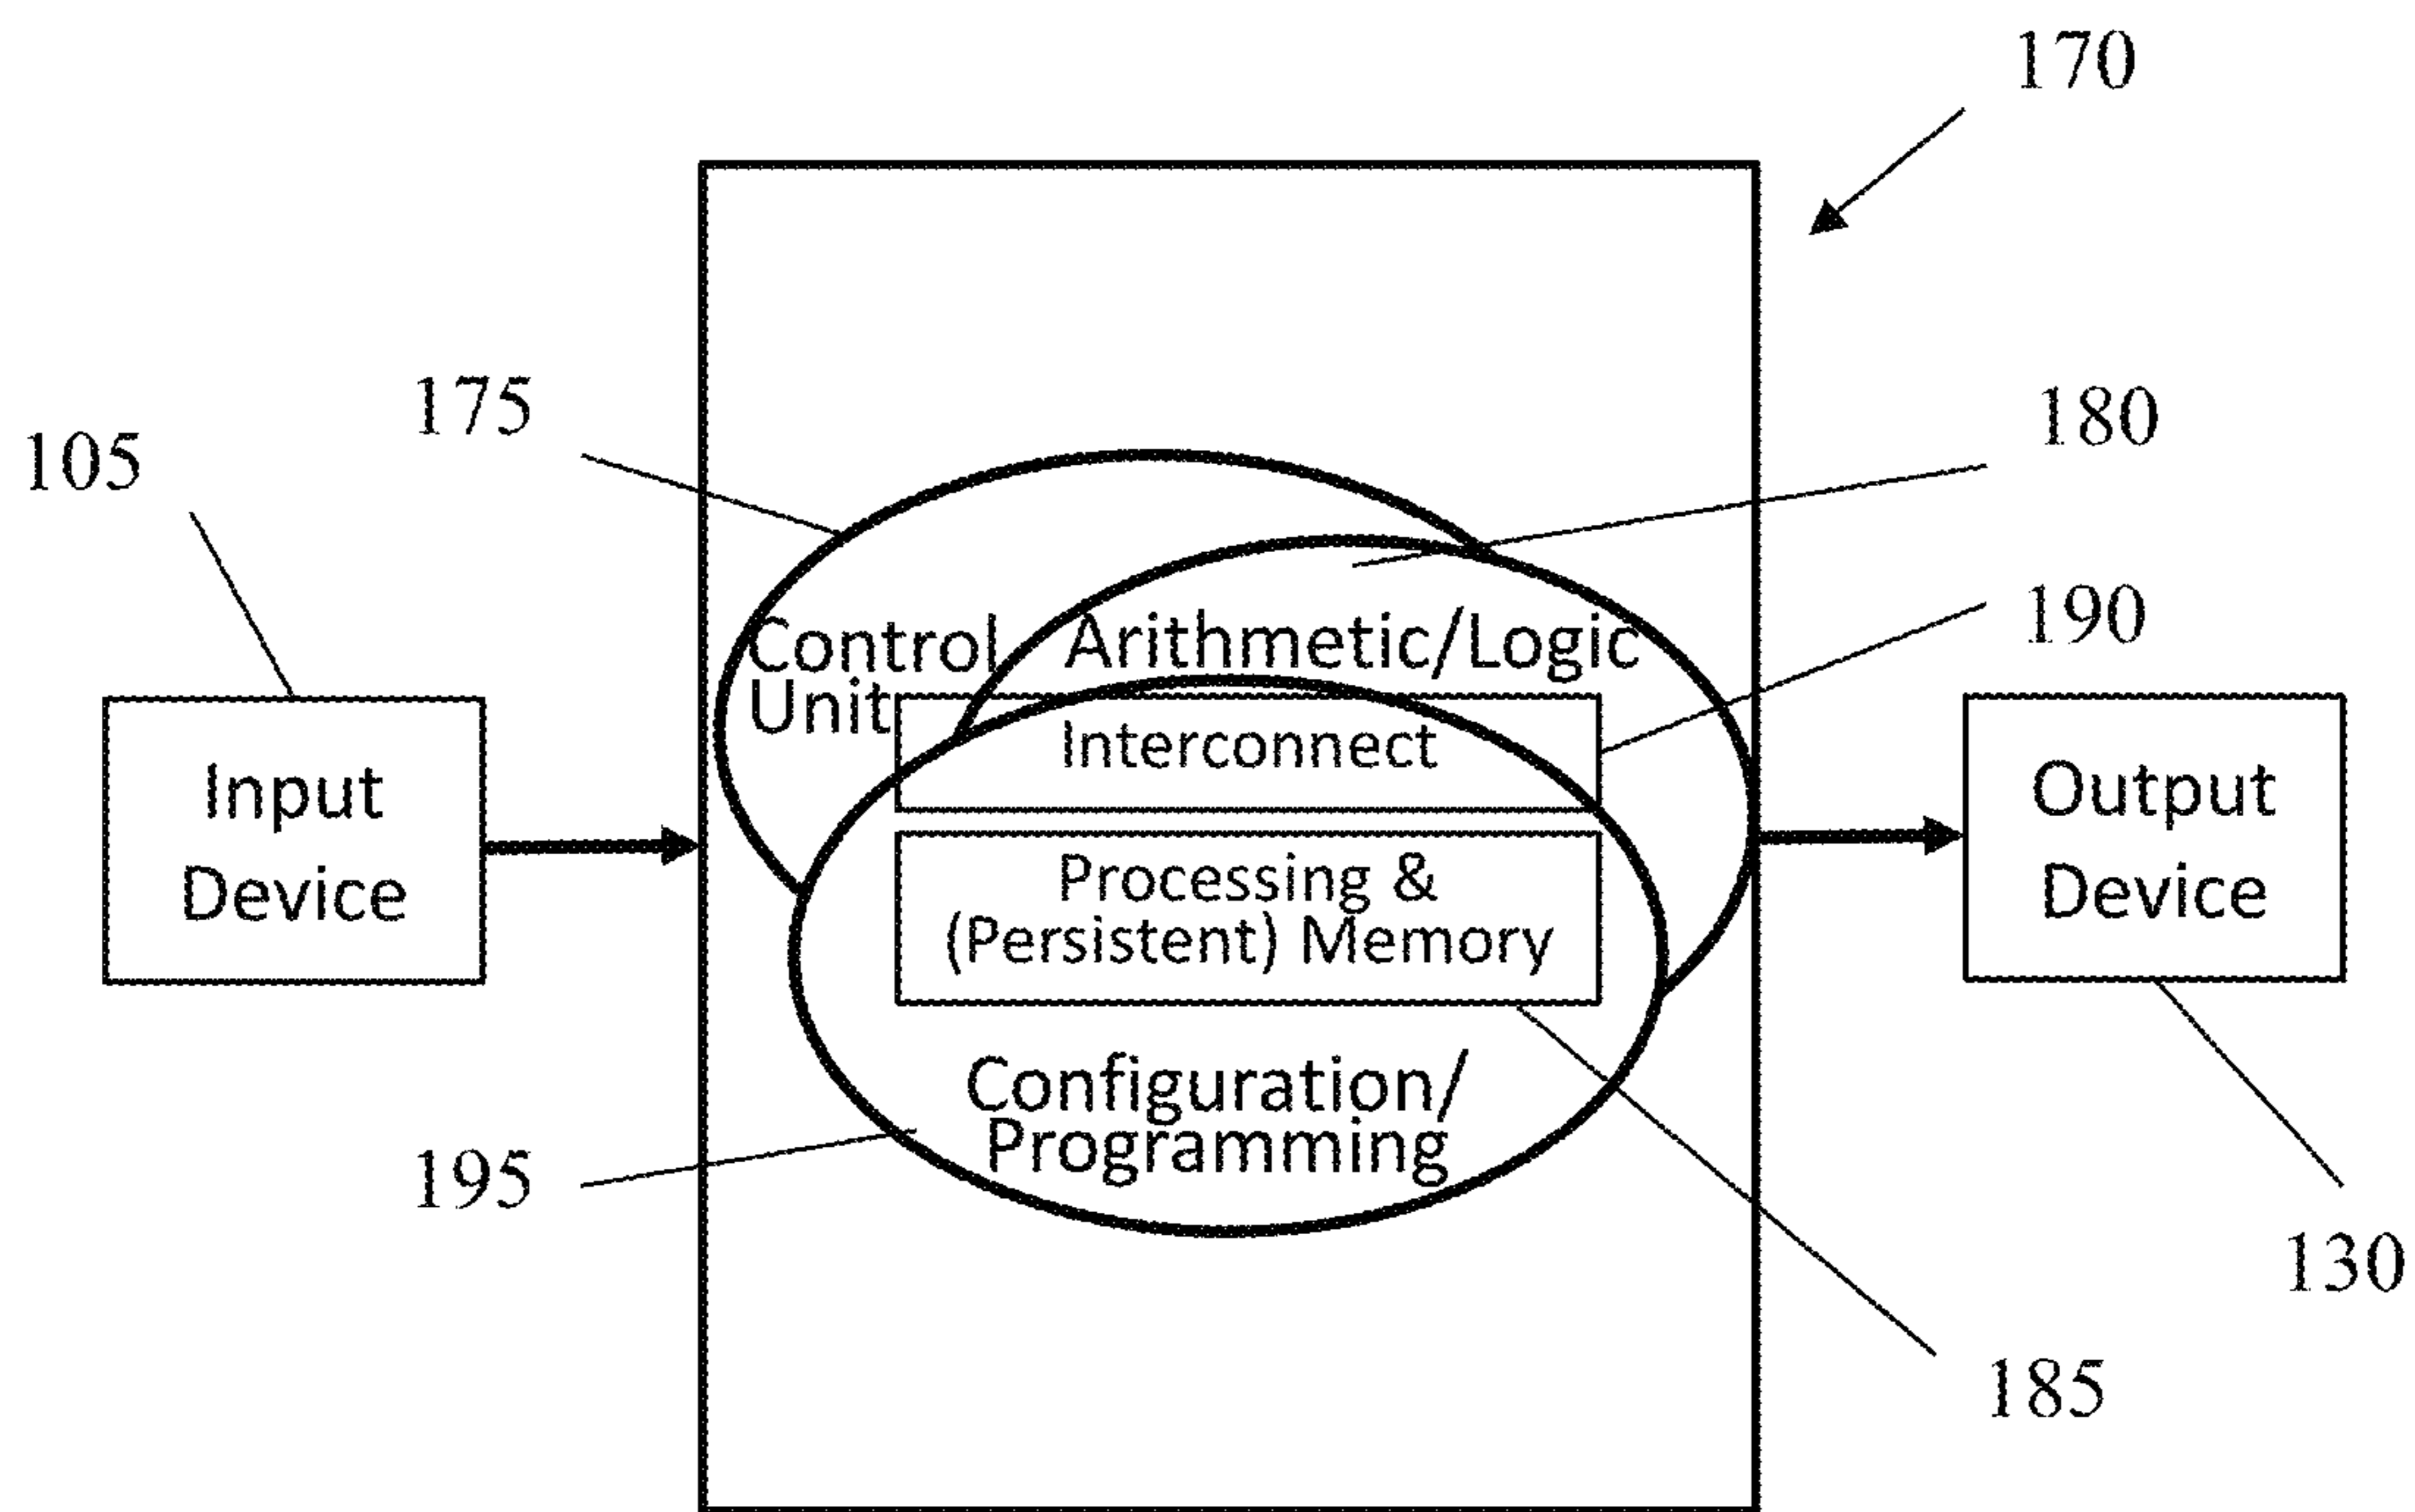 170
175
180
105
190
Control
Unit
Arithmetic/Logic
Interconnect
Input
Device
Processing &
(Persistent) Memory
Output
Device
Configuration/
Programming
195
130
185